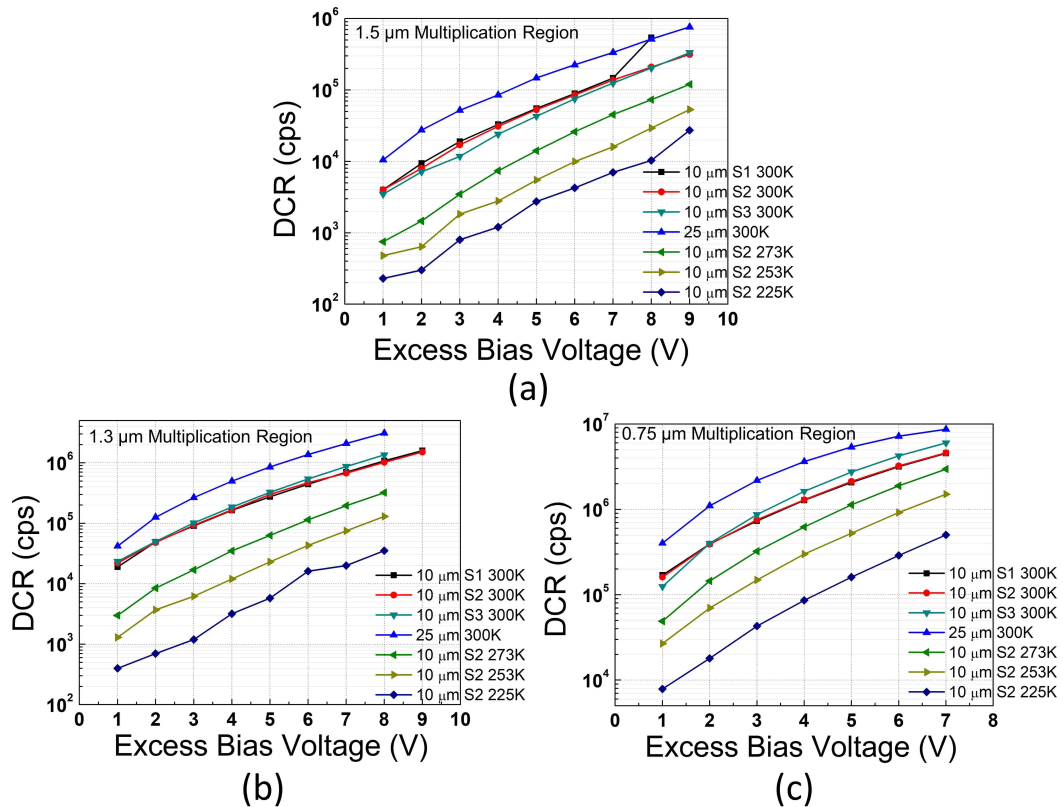 1.5 μm Multiplication Region
DCR (cps)
10⁶
10⁵
10⁴
10³
10²
10 μm S1 300K
10 μm S2 300K
10 μm S3 300K
25 μm 300K
10 μm S2 273K
10 μm S2 253K
10 μm S2 225K
0 1 2 3 4 5 6 7 8 9 10
Excess Bias Voltage (V)
(a)
1.3 μm Multiplication Region
DCR (cps)
10⁶
10⁵
10⁴
10³
10²
10 μm S1 300K
10 μm S2 300K
10 μm S3 300K
25 μm 300K
10 μm S2 273K
10 μm S2 253K
10 μm S2 225K
0 1 2 3 4 5 6 7 8 9 10
Excess Bias Voltage (V)
(b)
0.75 μm Multiplication Region
DCR (cps)
10⁷
10⁶
10⁵
10⁴
10 μm S1 300K
10 μm S2 300K
10 μm S3 300K
25 μm 300K
10 μm S2 273K
10 μm S2 253K
10 μm S2 225K
0 1 2 3 4 5 6 7 8
Excess Bias Voltage (V)
(c)